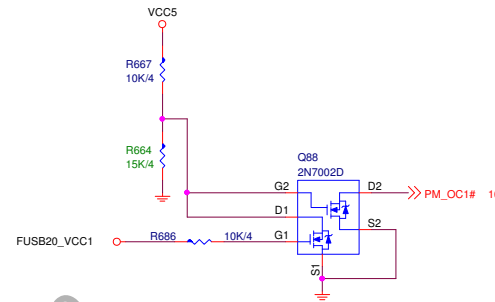 VCC5
R667
10K/4
R664
15K/4
Q88
2N7002D
G2
D2
PM_OC1#
D1
S2
FUSB20_VCC1
R686
10K/4
G1
S1